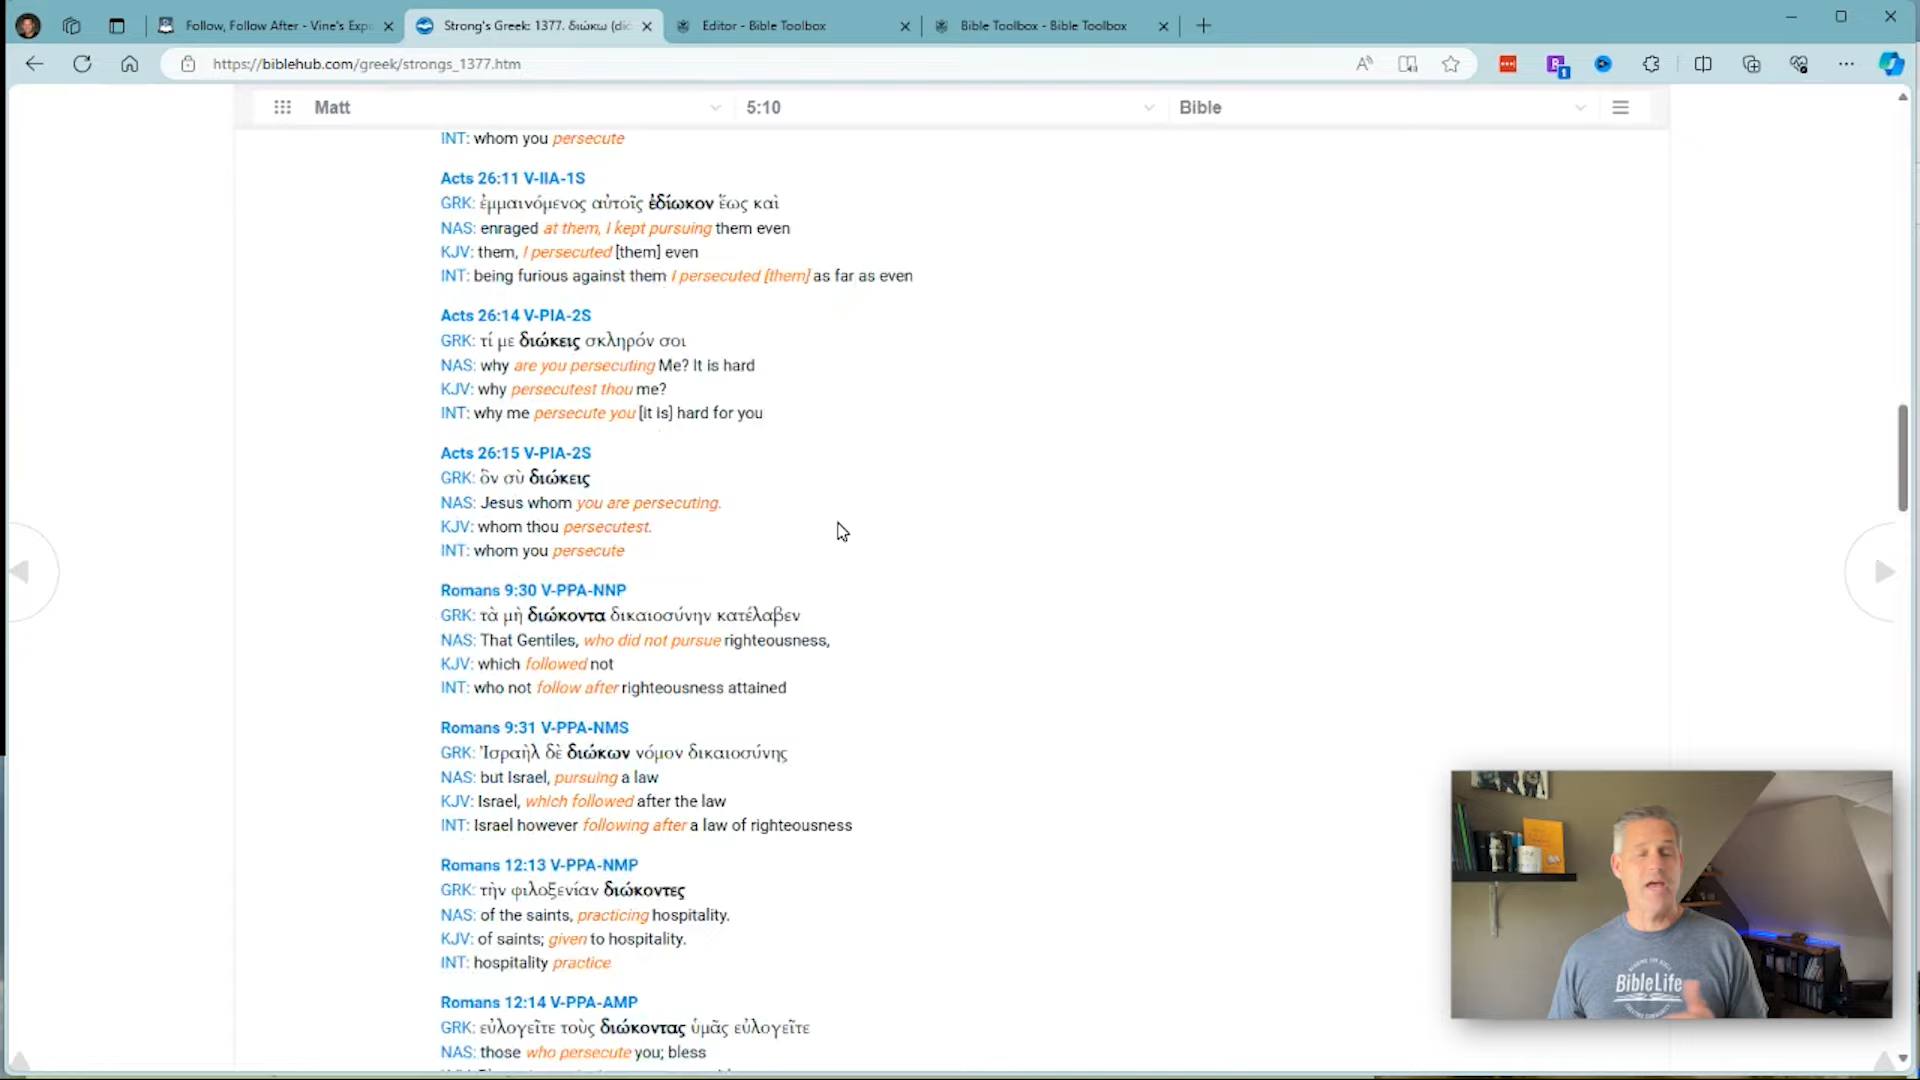 Follow, Follow After - Vine's Exp
Strong's Greek: 1377. διώκω (dió
Editor - Bible Toolbox
Bible Toolbox - Bible Toolbox
https://biblehub.com/greek/strongs_1377.htm
Matt
5:10
Bible
INT: whom you persecute
Acts 26:11 V-IIA-1S
GRK: ἐμμαινόμενος αὐτοῖς ἐδίωκον ἕως καὶ
NAS: enraged at them, I kept pursuing them even
KJV: them, I persecuted [them] even
INT: being furious against them I persecuted [them] as far as even
Acts 26:14 V-PIA-2S
GRK: τί με διώκεις σκληρόν σοι
NAS: why are you persecuting Me? It is hard
KJV: why persecutest thou me?
INT: why me persecute you [it is] hard for you
Acts 26:15 V-PIA-2S
GRK: ὃν σὺ διώκεις
NAS: Jesus whom you are persecuting.
KJV: whom thou persecutest.
INT: whom you persecute
Romans 9:30 V-PPA-NNP
GRK: τὰ μὴ διώκοντα δικαιοσύνην κατέλαβεν
NAS: That Gentiles, who did not pursue righteousness,
KJV: which followed not
INT: who not follow after righteousness attained
Romans 9:31 V-PPA-NMS
GRK: Ἰσραὴλ δὲ διώκων νόμον δικαιοσύνης
NAS: but Israel, pursuing a law
KJV: Israel, which followed after the law
INT: Israel however following after a law of righteousness
Romans 12:13 V-PPA-NMP
GRK: τὴν φιλοξενίαν διώκοντες
NAS: of the saints, practicing hospitality.
KJV: of saints; given to hospitality.
INT: hospitality practice
Romans 12:14 V-PPA-AMP
GRK: εὐλογεῖτε τοὺς διώκοντας ὑμᾶς εὐλογεῖτε
NAS: those who persecute you; bless
BibleLife